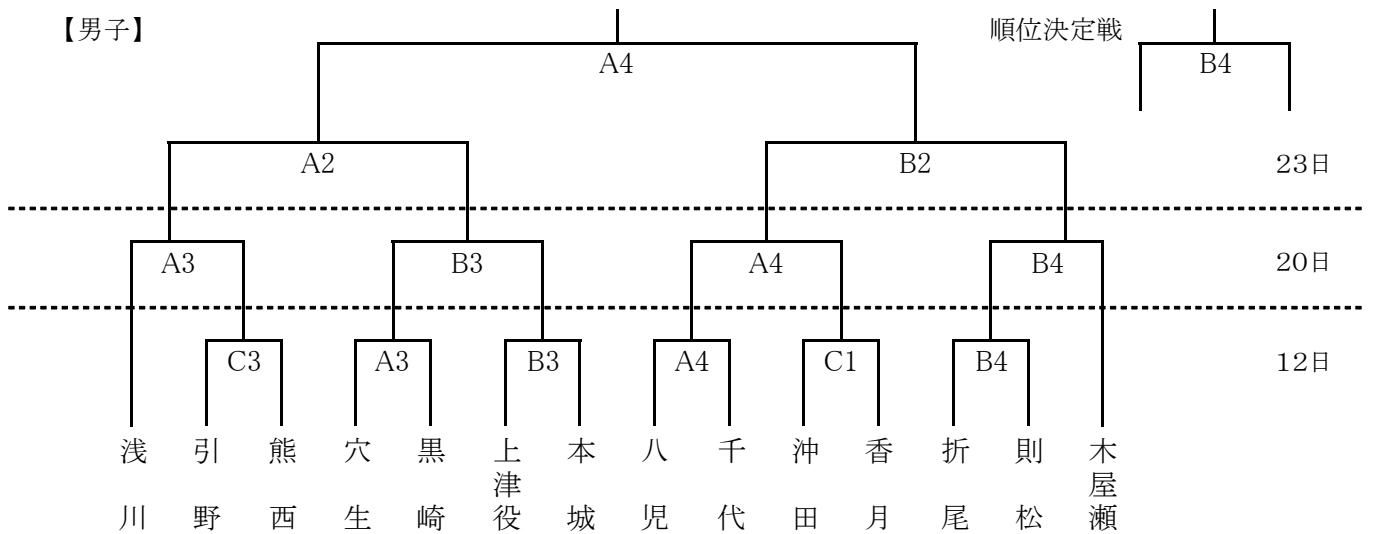 【男子】
順位決定戦
A4
B4
A2
B2
23日
A3
B3
A4
B4
20日
C3
A3
B3
A4
C1
B4
12日
浅川
引野
熊西
穴生
黒崎
上津役
本城
八児
千代
沖田
香月
折尾
則松
木屋瀬